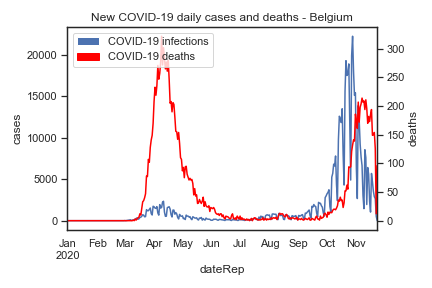 New COVID-19 daily cases and deaths - Belgium
COVID-19 infections
COVID-19 deaths
20000
15000
10000
5000
0
cases
300
250
200
150
100
50
0
deaths
Jan Feb Mar Apr May Jun Jul Aug Sep Oct Nov
2020
dateRep